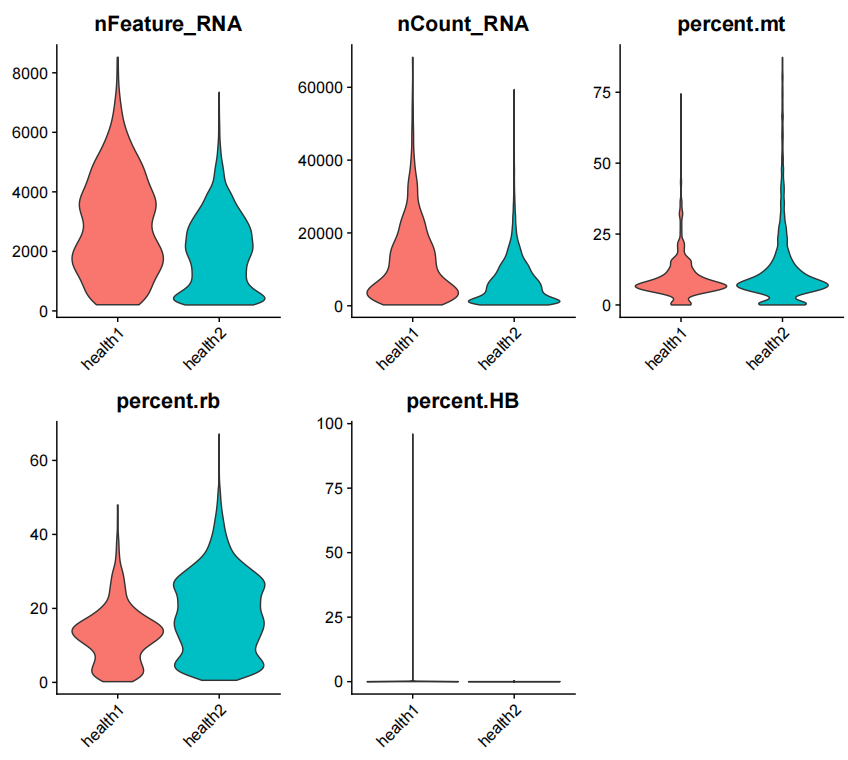 nFeature_RNA
8000
6000
4000
2000
0
health1
health2
nCount_RNA
60000
40000
20000
0
health1
health2
percent.mt
75
50
25
0
health1
health2
percent.rb
60
40
20
0
health1
health2
percent.HB
100
75
50
25
0
health1
health2